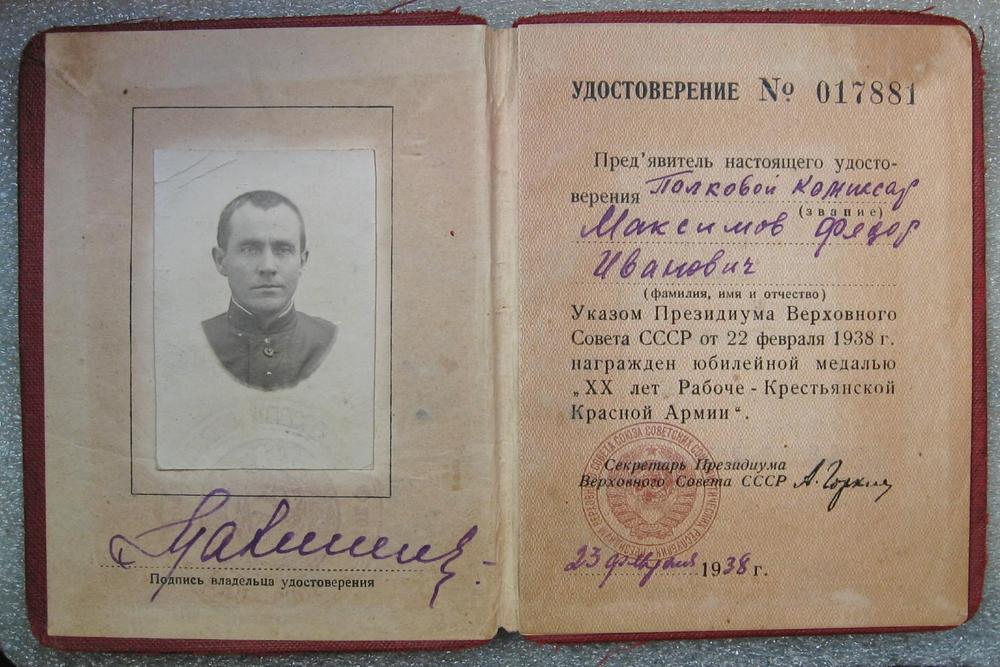 Подпись владельца удостоверения
УДОСТОВЕРЕНИЕ № 017881
Пред'явитель настоящего удосто-
верения Полковой комиссар
(звание)
Максимов Федор
Иванович
(фамилия, имя и отчество)
Указом Президиума Верховного
Совета СССР от 22 февраля 1938 г.
награжден юбилейной медалью
„XX лет Рабоче-Крестьянской
Красной Армии“.
Секретарь Президиума
Верховного Совета СССР А. Горкин
23 февраля 1938 г.